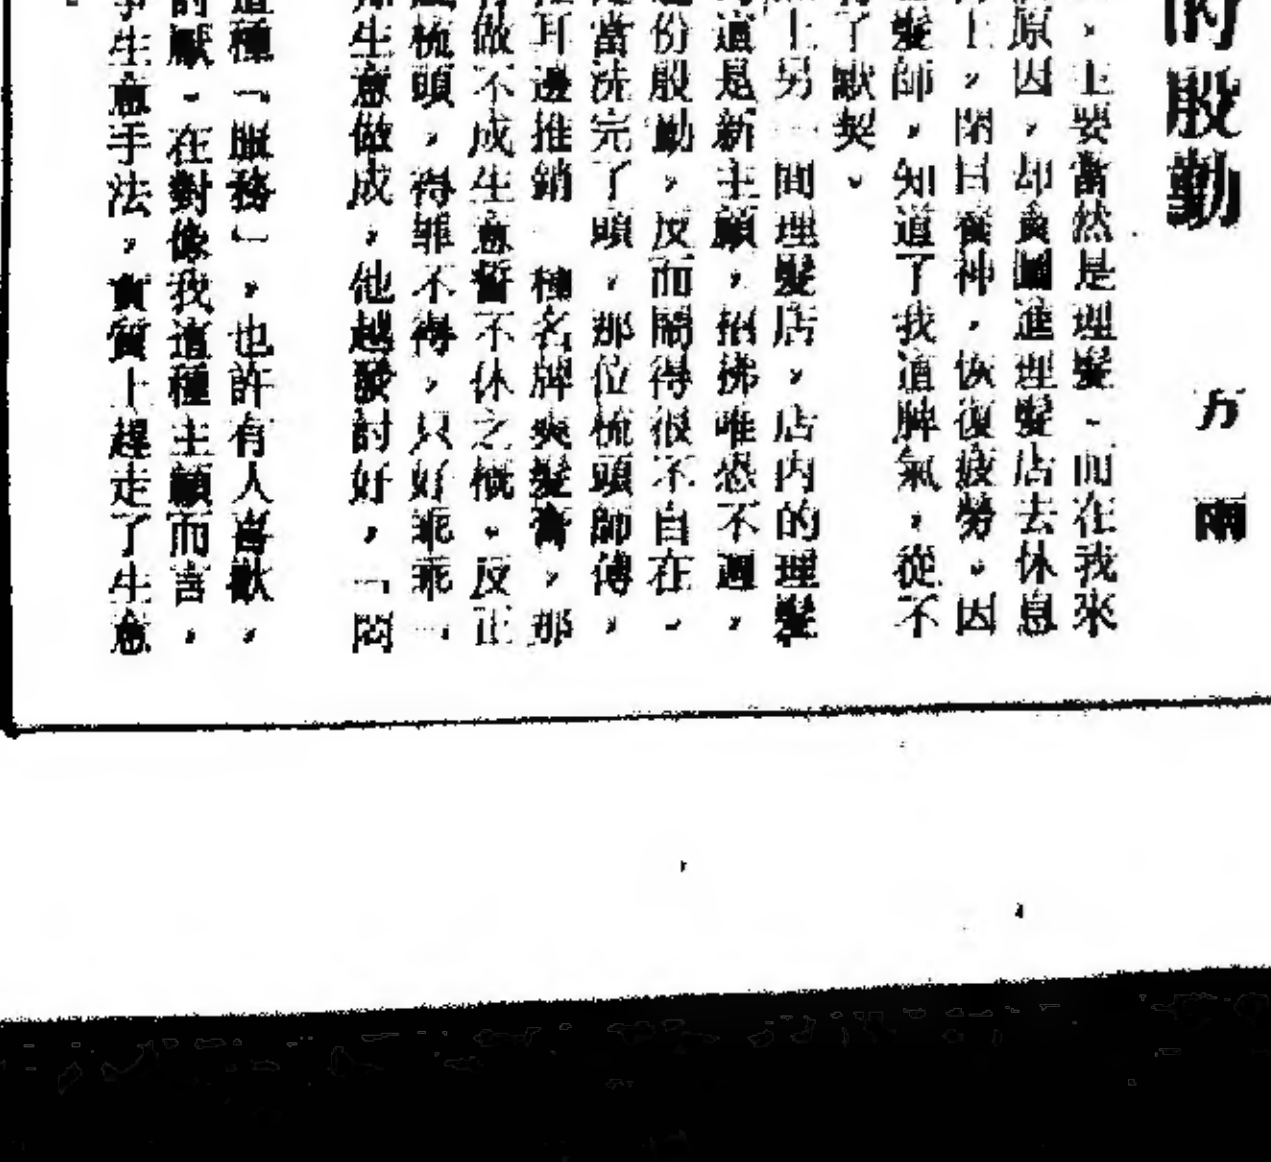 的殷勤
方雨
，主要當然是理髮、而在我來
原因，却貪圖進理髮店去休息
上，閉目養神，恢復疲勞。因
髮師，知道了我這脾氣，從不
了默契。
上另一間理髮店，店内的理髮
這是新主顧，招拂唯恐不週，
份殷勤，反而鬧得很不自在。
當洗完了頭，那位梳頭師傅，
耳邊推銷一種名牌爽髮膏，那
做不成生意誓不休之概。反正
梳頭，得罪不得，只好乖乖「
生意做成，他越發討好，「悶
這種「服務」，也許有人喜歡，
討厭。在對像我這種主顧而言，
生意手法，實質上趕走了生意